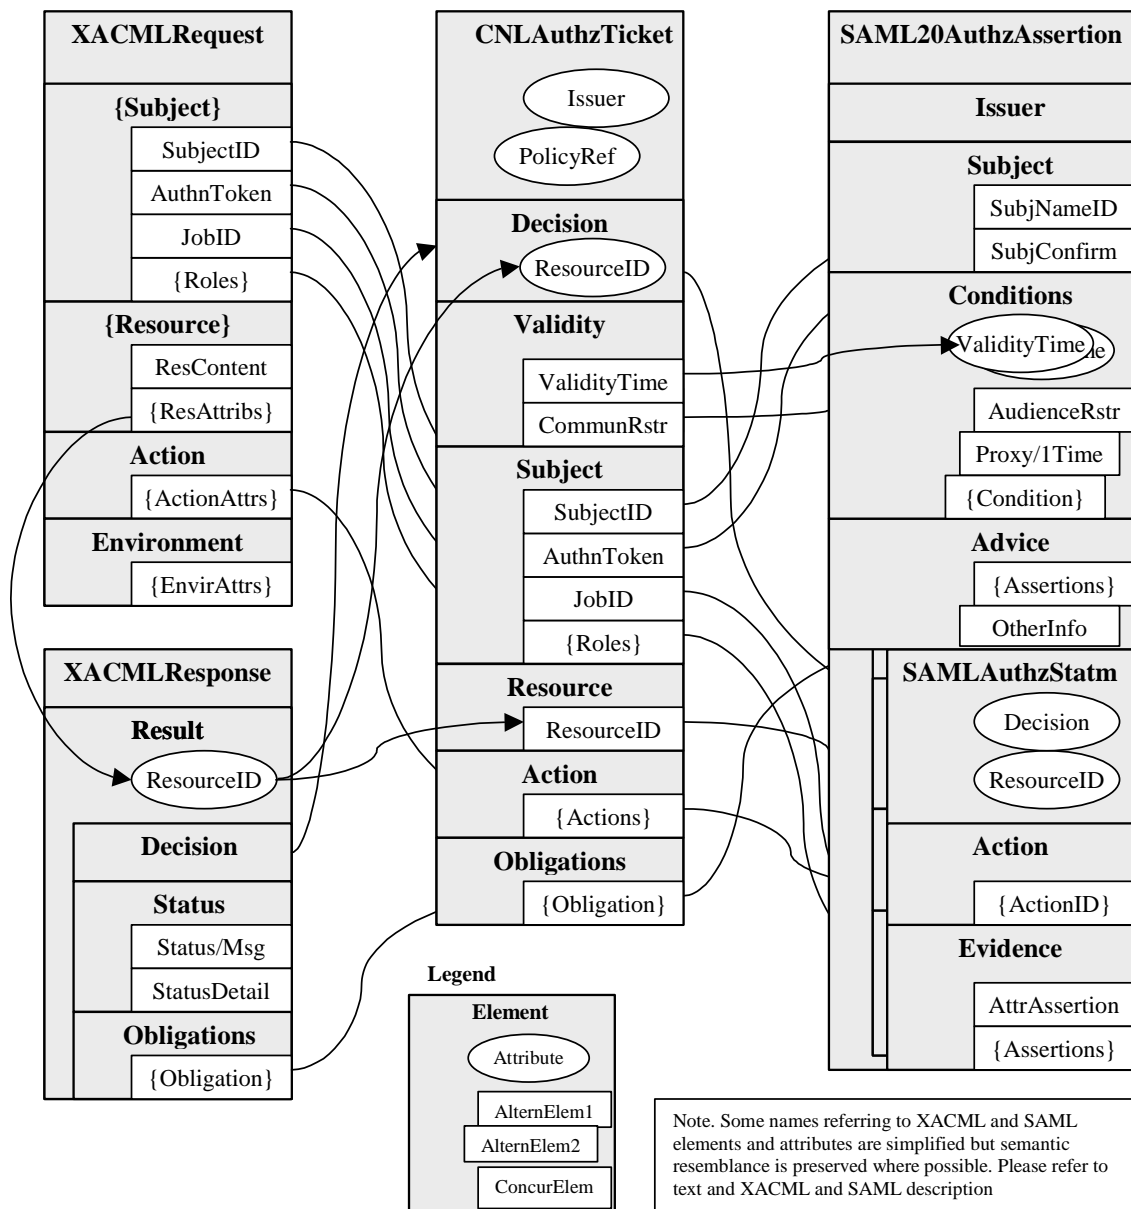 XACMLRequest
{Subject}
SubjectID
AuthnToken
JobID
{Roles}
{Resource}
ResContent
{ResAttribs}
Action
{ActionAttrs}
Environment
{EnvirAttrs}
XACMLResponse
Result
ResourceID
Decision
Status
Status/Msg
StatusDetail
Obligations
{Obligation}
CNLAuthzTicket
Issuer
PolicyRef
Decision
ResourceID
Validity
ValidityTime
CommunRstr
Subject
SubjectID
AuthnToken
JobID
{Roles}
Resource
ResourceID
Action
{Actions}
Obligations
{Obligation}
SAML20AuthzAssertion
Issuer
Subject
SubjNameID
SubjConfirm
Conditions
ValidityTime
AudienceRstr
Proxy/1Time
{Condition}
Advice
{Assertions}
OtherInfo
SAMLAuthzStatm
Decision
ResourceID
Action
{ActionID}
Evidence
AttrAssertion
{Assertions}
Legend
Element
Attribute
AlternElem1
AlternElem2
ConcurElem
Note. Some names referring to XACML and SAML
elements and attributes are simplified but semantic
resemblance is preserved where possible. Please refer to
text and XACML and SAML description